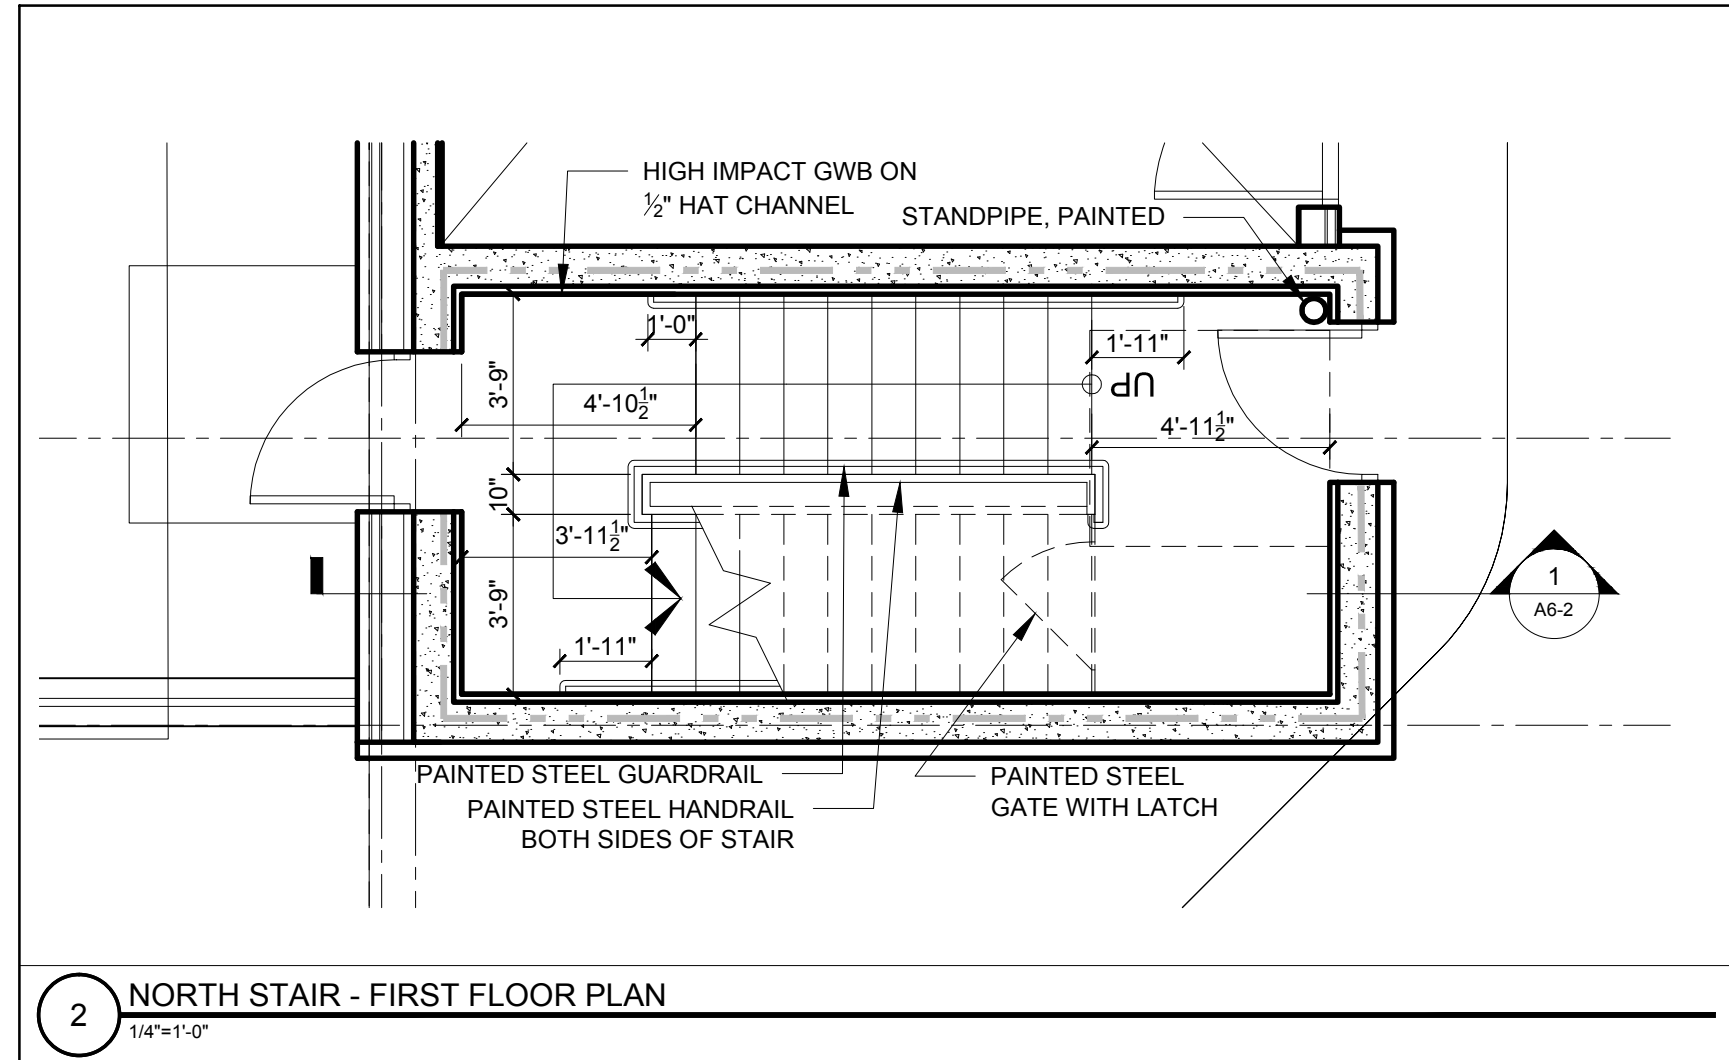 HIGH IMPACT GWB ON
½" HAT CHANNEL
STANDPIPE, PAINTED
1'-0"
1'-11"
3'-9"
UP
4'-10½"
4'-11½"
10"
3'-11½"
3'-9"
1'-11"
1
A6-2
PAINTED STEEL GUARDRAIL
PAINTED STEEL HANDRAIL
BOTH SIDES OF STAIR
PAINTED STEEL
GATE WITH LATCH
2
NORTH STAIR - FIRST FLOOR PLAN
1/4"=1'-0"